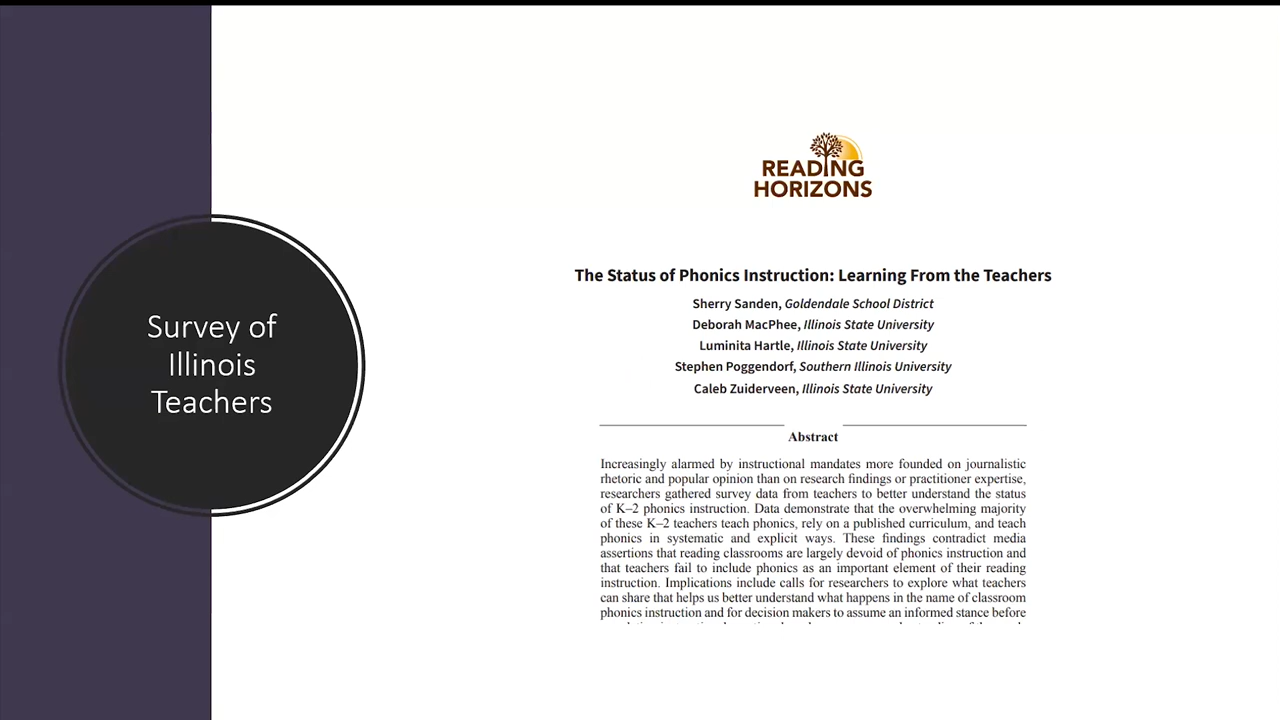 Survey of
Illinois
Teachers
READING
HORIZONS
The Status of Phonics Instruction: Learning From the Teachers
Sherry Sanden, Goldendale School District
Deborah MacPhee, Illinois State University
Luminita Hartle, Illinois State University
Stephen Poggendorf, Southern Illinois University
Caleb Zuiderveen, Illinois State University
Abstract
Increasingly alarmed by instructional mandates more founded on journalistic
rhetoric and popular opinion than on research findings or practitioner expertise,
researchers gathered survey data from teachers to better understand the status
of K–2 phonics instruction. Data demonstrate that the overwhelming majority
of these K–2 teachers teach phonics, rely on a published curriculum, and teach
phonics in systematic and explicit ways. These findings contradict media
assertions that reading classrooms are largely devoid of phonics instruction and
that teachers fail to include phonics as an important element of their reading
instruction. Implications include calls for researchers to explore what teachers
can share that helps us better understand what happens in the name of classroom
phonics instruction and for decision makers to assume an informed stance before